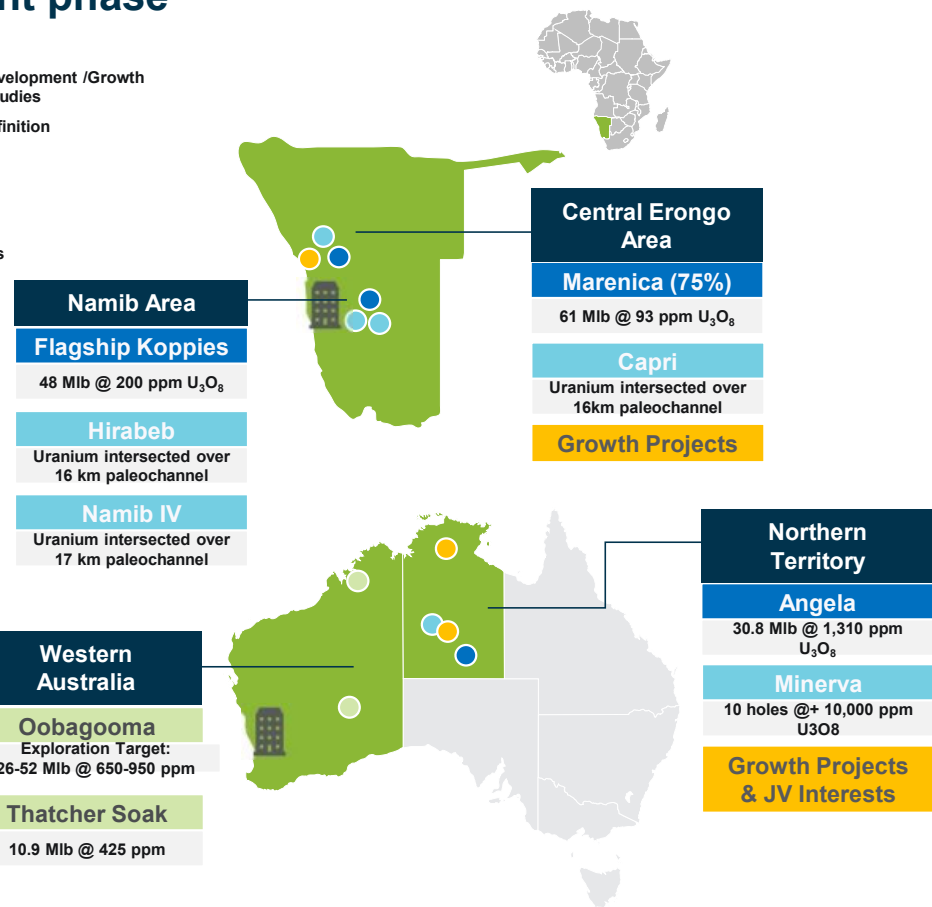 nt phase
velopment /Growth
udies
finition
s
Central Erongo
Area
Marenica (75%)
61 Mlb @ 93 ppm U₃O₈
Capri
Uranium intersected over
16km paleochannel
Growth Projects
Namib Area
Flagship Koppies
48 Mlb @ 200 ppm U₃O₈
Hirabeb
Uranium intersected over
16 km paleochannel
Namib IV
Uranium intersected over
17 km paleochannel
Northern
Territory
Angela
30.8 Mlb @ 1,310 ppm
U₃O₈
Minerva
10 holes @+ 10,000 ppm
U3O8
Growth Projects
& JV Interests
Western
Australia
Oobagooma
Exploration Target:
26-52 Mlb @ 650-950 ppm
Thatcher Soak
10.9 Mlb @ 425 ppm